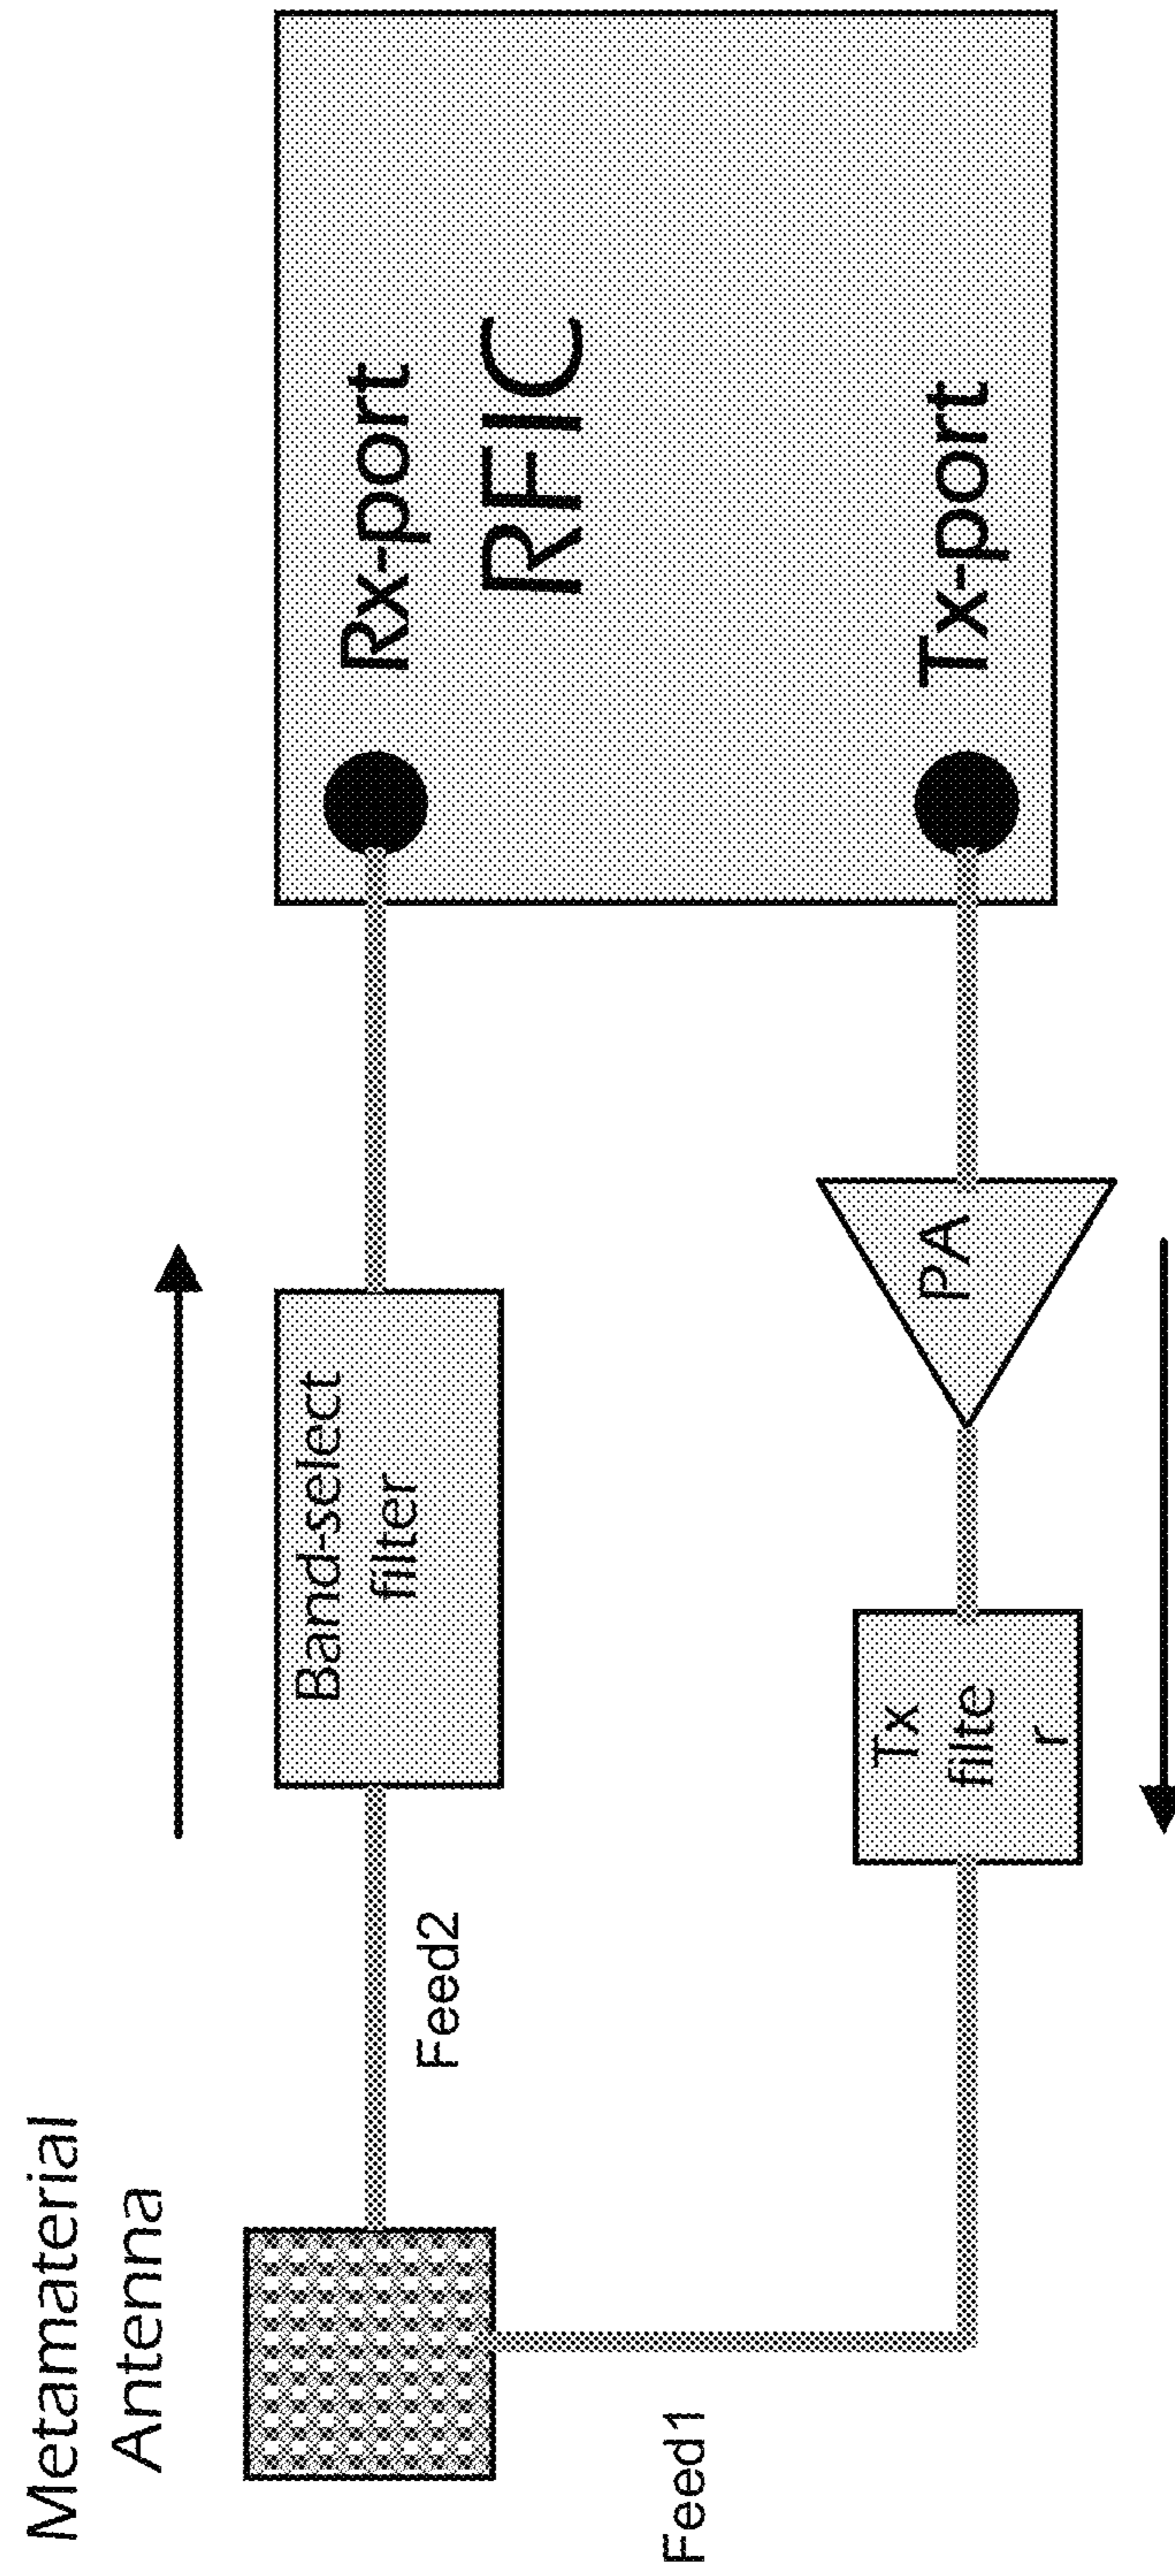 Metamaterial
Antenna
Feed2
Feed1
Band-select
filter
Rx-port
RFIC
Tx
filte
r
PA
Tx-port